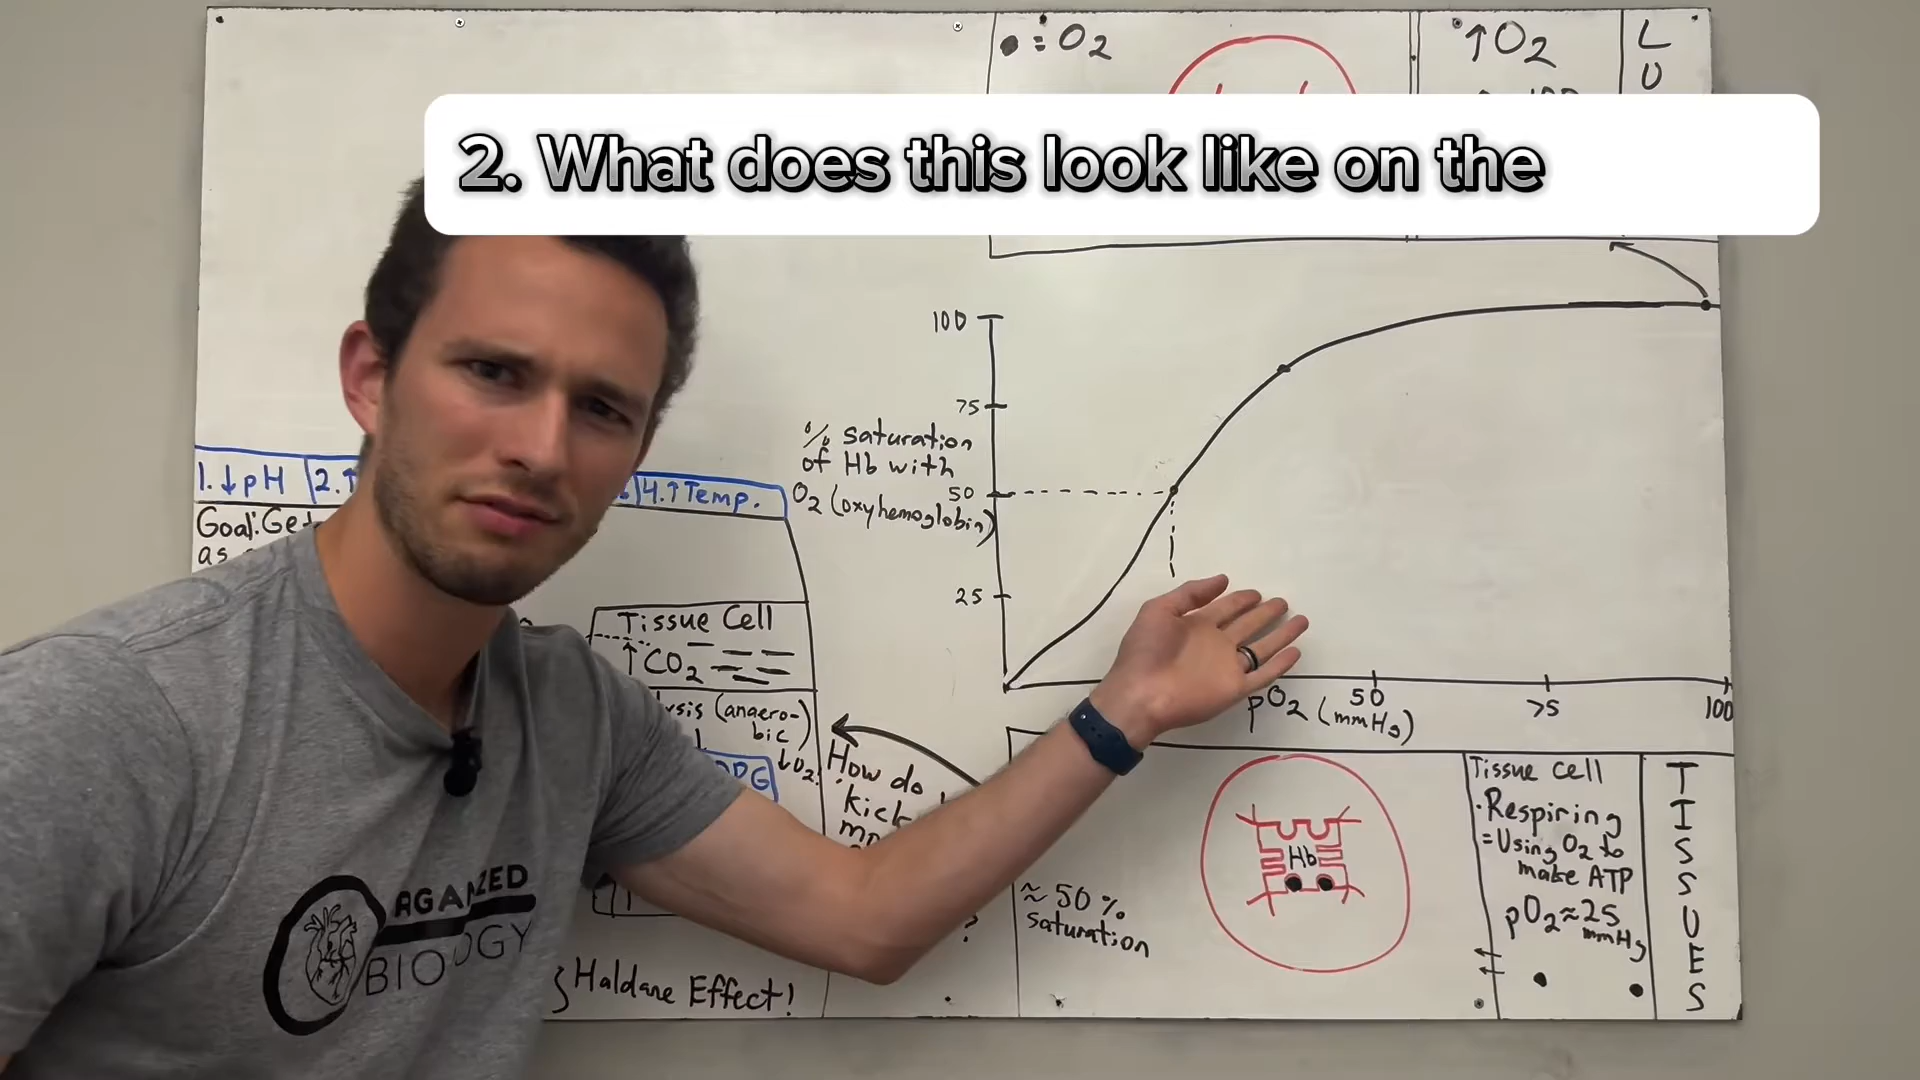 • = O2
↑O2
L
U
2. What does this look like on the
100
75
% saturation
of Hb with
O2 (oxyhemoglobin)
50
25
pO2 (mmHg)
50
75
100
1. ↓pH
2. ↑
4. ↑Temp.
Goal: Get
as
Tissue Cell
↑CO2
(anaero-
bic)
↓O2
How do
kick
≈ 50 %
saturation
?
Hb
Tissue cell
·Respiring
=Using O2 to
make ATP
pO2≈25
mmHg
TISSUES
Haldane Effect!
ORGANIZED
BIOLOGY